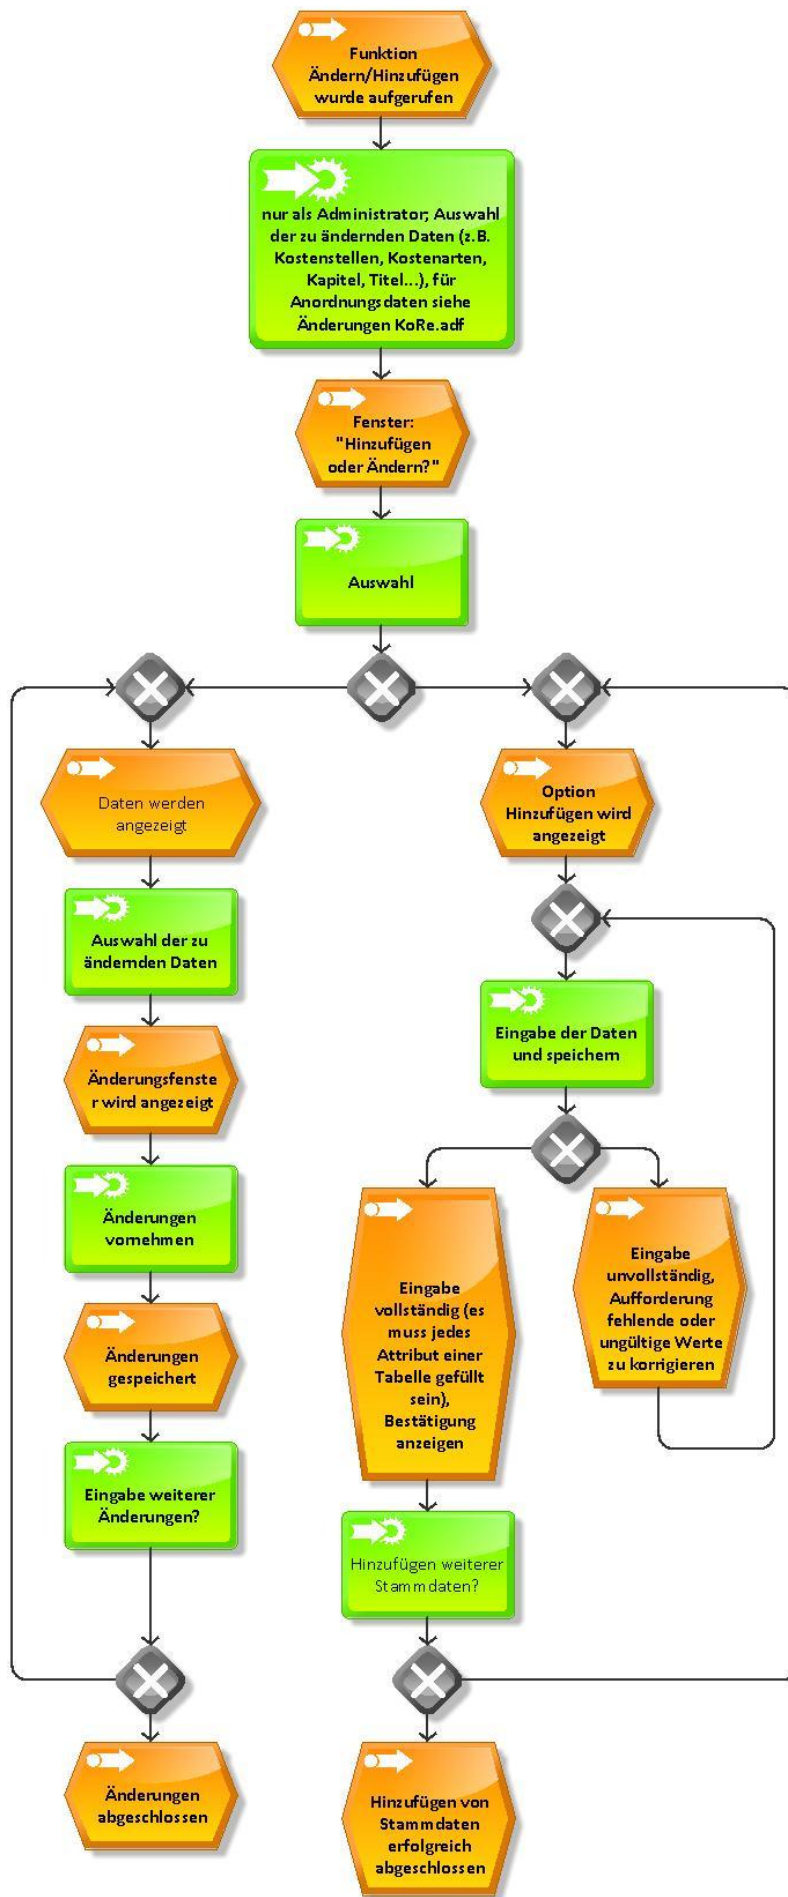 Funktion
Ändern/Hinzufügen
wurde aufgerufen
nur als Administrator; Auswahl
der zu ändernden Daten (z.B.
Kostenstellen, Kostenarten,
Kapitel, Titel...), für
Anordnungsdaten siehe
Änderungen KoRe.adf
Fenster:
"Hinzufügen
oder Ändern?"
Auswahl
Daten werden
angezeigt
Auswahl der zu
ändernden Daten
Änderungsfenste
r wird angezeigt
Änderungen
vornehmen
Änderungen
gespeichert
Eingabe weiterer
Änderungen?
Änderungen
abgeschlossen
Option
Hinzufügen wird
angezeigt
Eingabe der Daten
und speichern
Eingabe
vollständig (es
muss jedes
Attribut einer
Tabelle gefüllt
sein),
Bestätigung
anzeigen
Eingabe
unvollständig,
Aufforderung
fehlende oder
ungültige Werte
zu korrigieren
Hinzufügen weiterer
Stammdaten?
Hinzufügen von
Stammdaten
erfolgreich
abgeschlossen